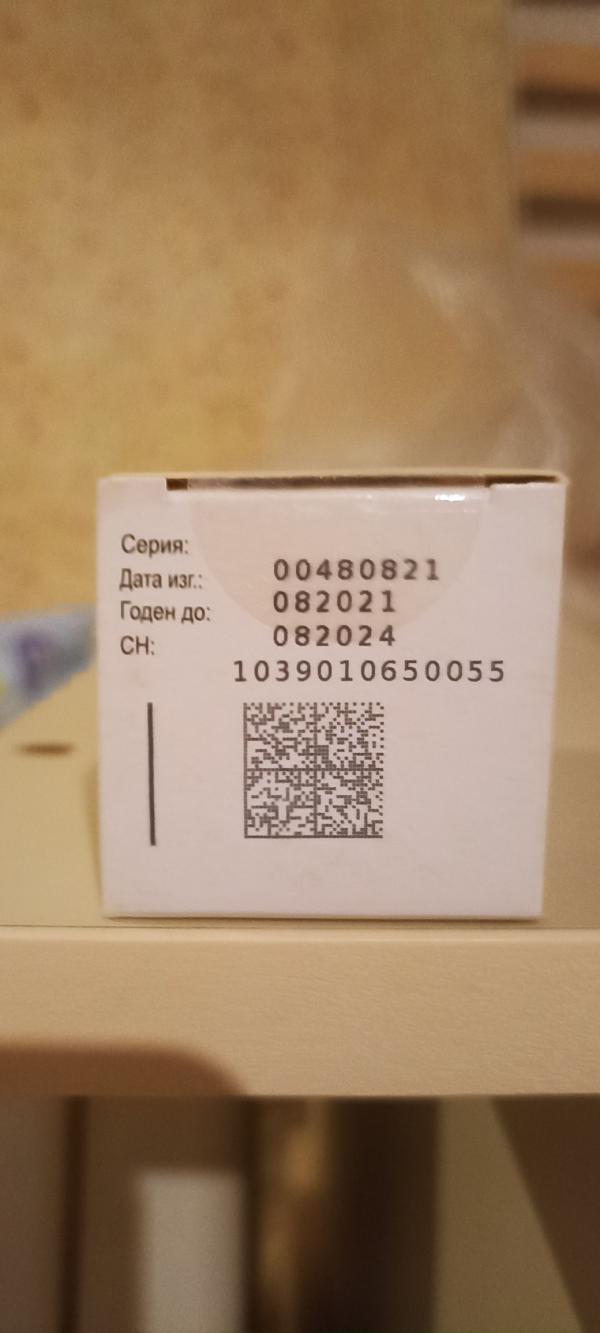 Серия: 00480821
Дата изг.: 082021
Годен до: 082024
СН: 1039010650055